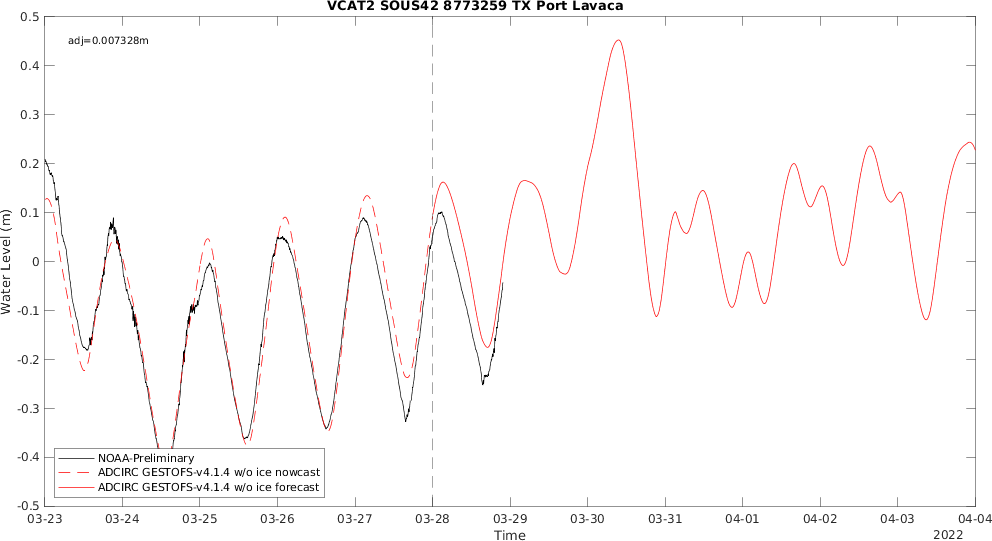 VCAT2 SOUS42 8773259 TX Port Lavaca
adj=0.007328m
0.5
0.4
0.3
0.2
0.1
0
-0.1
-0.2
-0.3
-0.4
-0.5
Water Level (m)
NOAA-Preliminary
ADCIRC GESTOFS-v4.1.4 w/o ice nowcast
ADCIRC GESTOFS-v4.1.4 w/o ice forecast
03-23 03-24 03-25 03-26 03-27 03-28 03-29 03-30 03-31 04-01 04-02 04-03 04-04
Time
2022